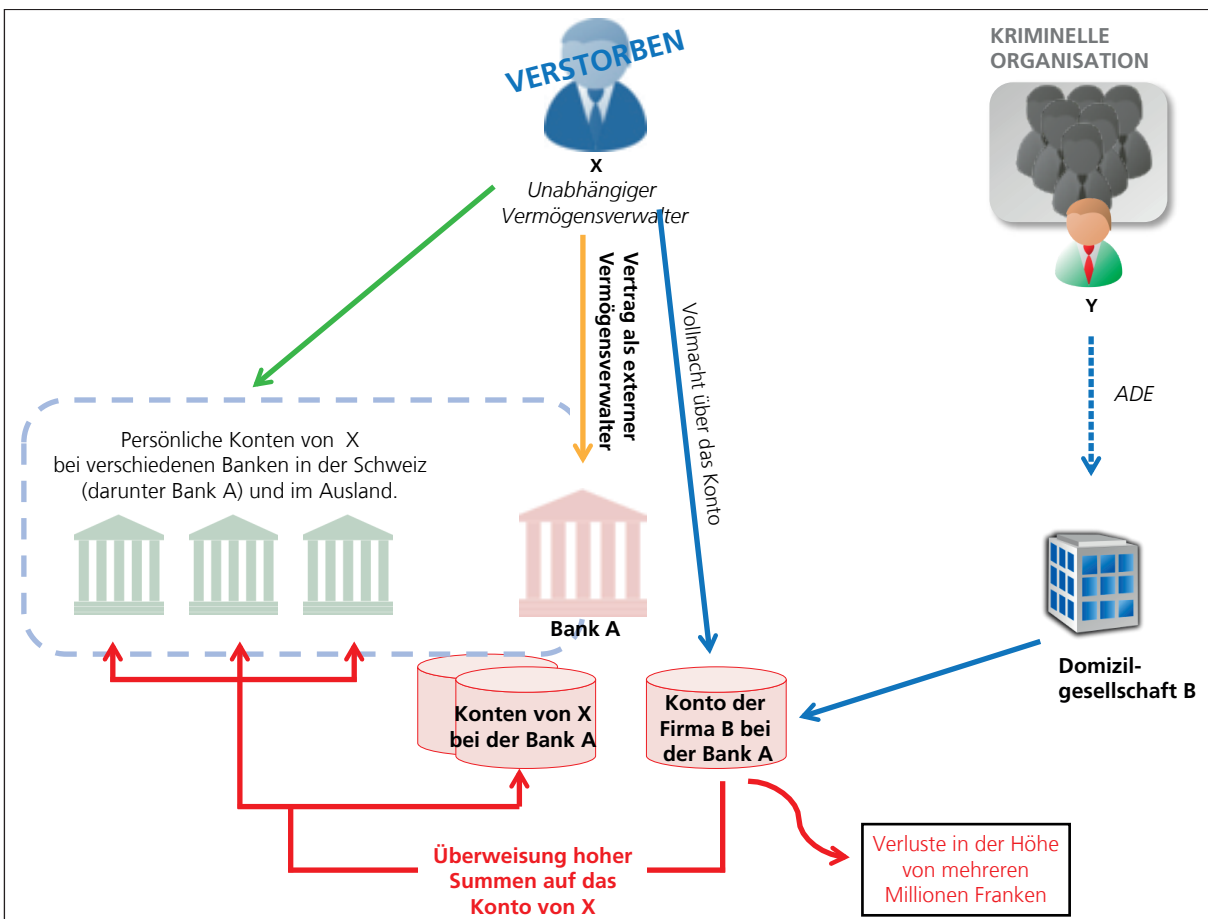 VERSTORBEN
KRIMINELLE
ORGANISATION
X
Unabhängiger
Vermögensverwalter
Y
Vertrag als externer
Vermögensverwalter
Vollmacht über das Konto
ADE
Persönliche Konten von X
bei verschiedenen Banken in der Schweiz
(darunter Bank A) und im Ausland.
Bank A
Domizil-
gesellschaft B
Konten von X
bei der Bank A
Konto der
Firma B bei
der Bank A
Überweisung hoher
Summen auf das
Konto von X
Verluste in der Höhe
von mehreren
Millionen Franken